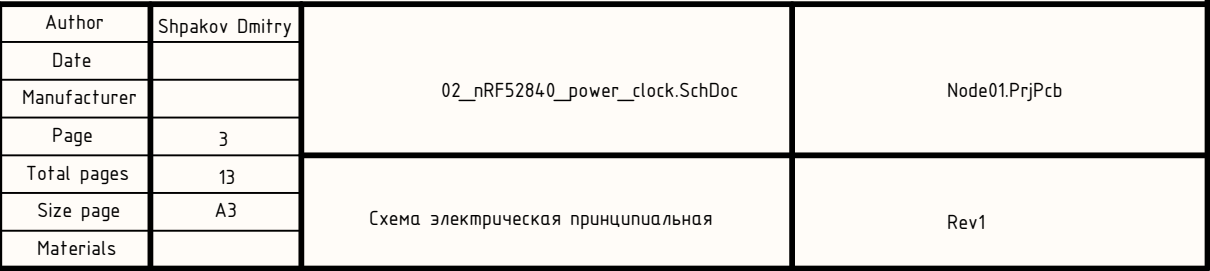 Author Shpakov Dmitry
Date
Manufacturer
02_nRF52840_power_clock.SchDoc
Node01.PrjPcb
Page 3
Total pages 13
Size page A3
Materials
Схема электрическая принципиальная
Rev1